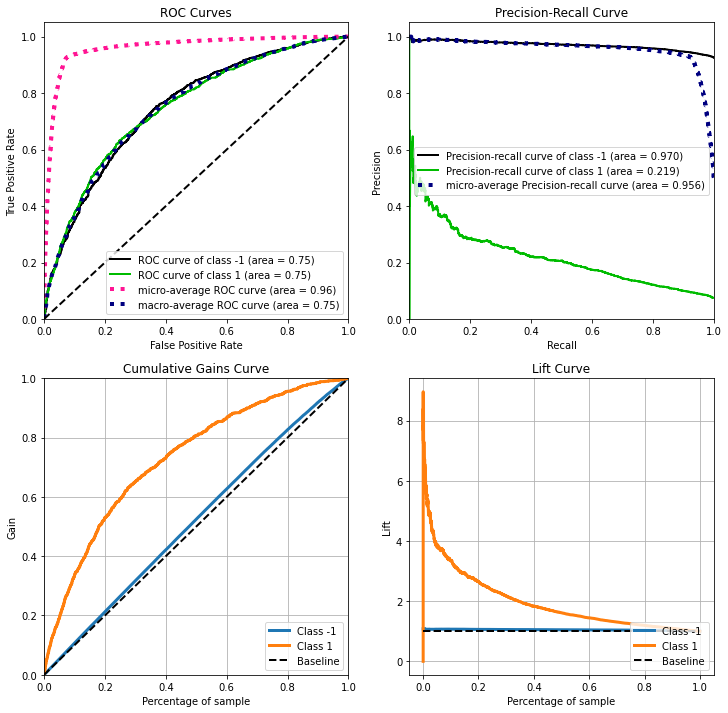 ROC Curves
True Positive Rate
1.0
0.8
0.6
0.4
0.2
0.0
ROC curve of class -1 (area = 0.75)
ROC curve of class 1 (area = 0.75)
micro-average ROC curve (area = 0.96)
macro-average ROC curve (area = 0.75)
0.0 0.2 0.4 0.6 0.8 1.0
False Positive Rate
Precision-Recall Curve
Precision
1.0
0.8
0.6
0.4
0.2
0.0
Precision-recall curve of class -1 (area = 0.970)
Precision-recall curve of class 1 (area = 0.219)
micro-average Precision-recall curve (area = 0.956)
0.0 0.2 0.4 0.6 0.8 1.0
Recall
Cumulative Gains Curve
Gain
1.0
0.8
0.6
0.4
0.2
0.0
Class -1
Class 1
Baseline
0.0 0.2 0.4 0.6 0.8 1.0
Percentage of sample
Lift Curve
Lift
8
6
4
2
0
Class -1
Class 1
Baseline
0.0 0.2 0.4 0.6 0.8 1.0
Percentage of sample